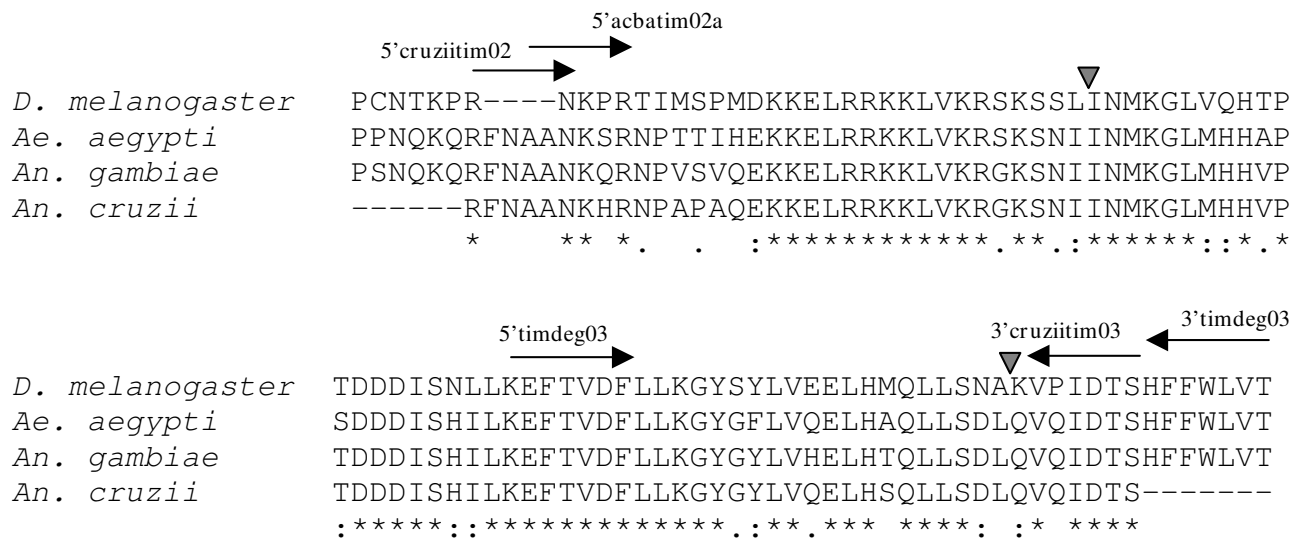 5'acbatim02a
5'cruziitim02
D. melanogaster PCNTKPR----NKPRTIMSPMDKKELRRKKLVKRSKSSLINMKGLVQHTP
Ae. aegypti PPNQKQRFNAANKSRNPTTIHEKKELRRKKLVKRSKSNIINMKGLMHHAP
An. gambiae PSNQKQRFNAANKQRNPVSVQEKKELRRKKLVKRGKSNIINMKGLMHHVP
An. cruzii ------RFNAANKHRNPAPAQEKKELRRKKLVKRGKSNIINMKGLMHHVP
* ** *. . :************.**.:******::*.*
5'timdeg03 3'cruziitim03 3'timdeg03
D. melanogaster TDDDISNLLKEFTVDFLLKGYSYLVEELHMQLLSNAKVPIDTSHFFWLVT
Ae. aegypti SDDDISHILKEFTVDFLLKGYGFLVQELHAQLLSDLQVQIDTSHFFWLVT
An. gambiae TDDDISHILKEFTVDFLLKGYGYLVHELHTQLLSDLQVQIDTSHFFWLVT
An. cruzii TDDDISHILKEFTVDFLLKGYGYLVQELHSQLLSDLQVQIDTS-------
:*****::*************.:**.*** ****: :* ****